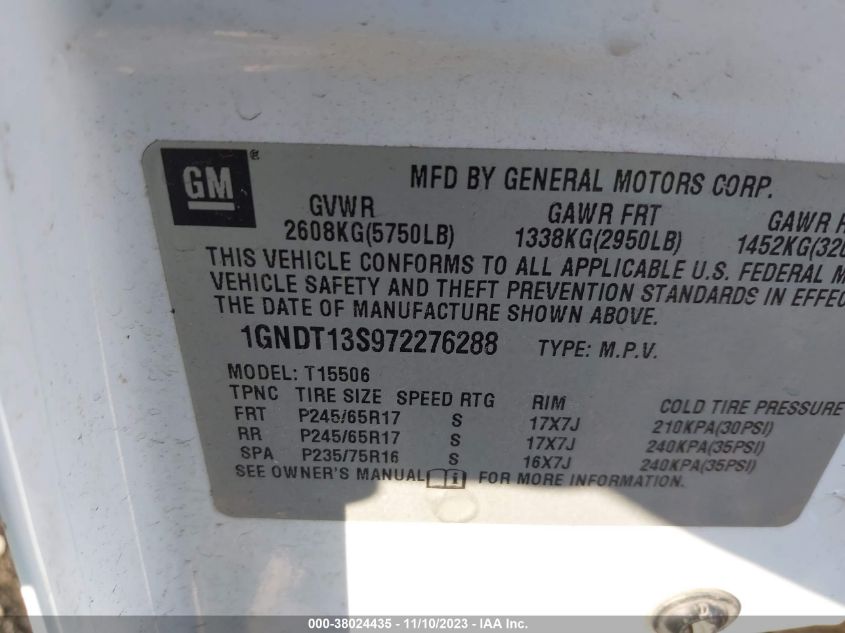 GM®
MFD BY GENERAL MOTORS CORP.
GVWR GAWR FRT GAWR
2608KG(5750LB) 1338KG(2950LB) 1452KG(320
THIS VEHICLE CONFORMS TO ALL APPLICABLE U.S. FEDERAL
VEHICLE SAFETY AND THEFT PREVENTION STANDARDS IN EFFEC
THE DATE OF MANUFACTURE SHOWN ABOVE.
1GNDT13S972276288 TYPE: M.P.V.
MODEL: T15506
TPNC TIRE SIZE SPEED RTG RIM COLD TIRE PRESSURE
FRT P245/65R17 S 17X7J 210KPA(30PSI)
RR P245/65R17 S 17X7J 240KPA(35PSI)
SPA P235/75R16 S 16X7J 240KPA(35PSI)
SEE OWNER'S MANUAL i FOR MORE INFORMATION.
D
000-38024435 - 11/10/2023 - IAA Inc.